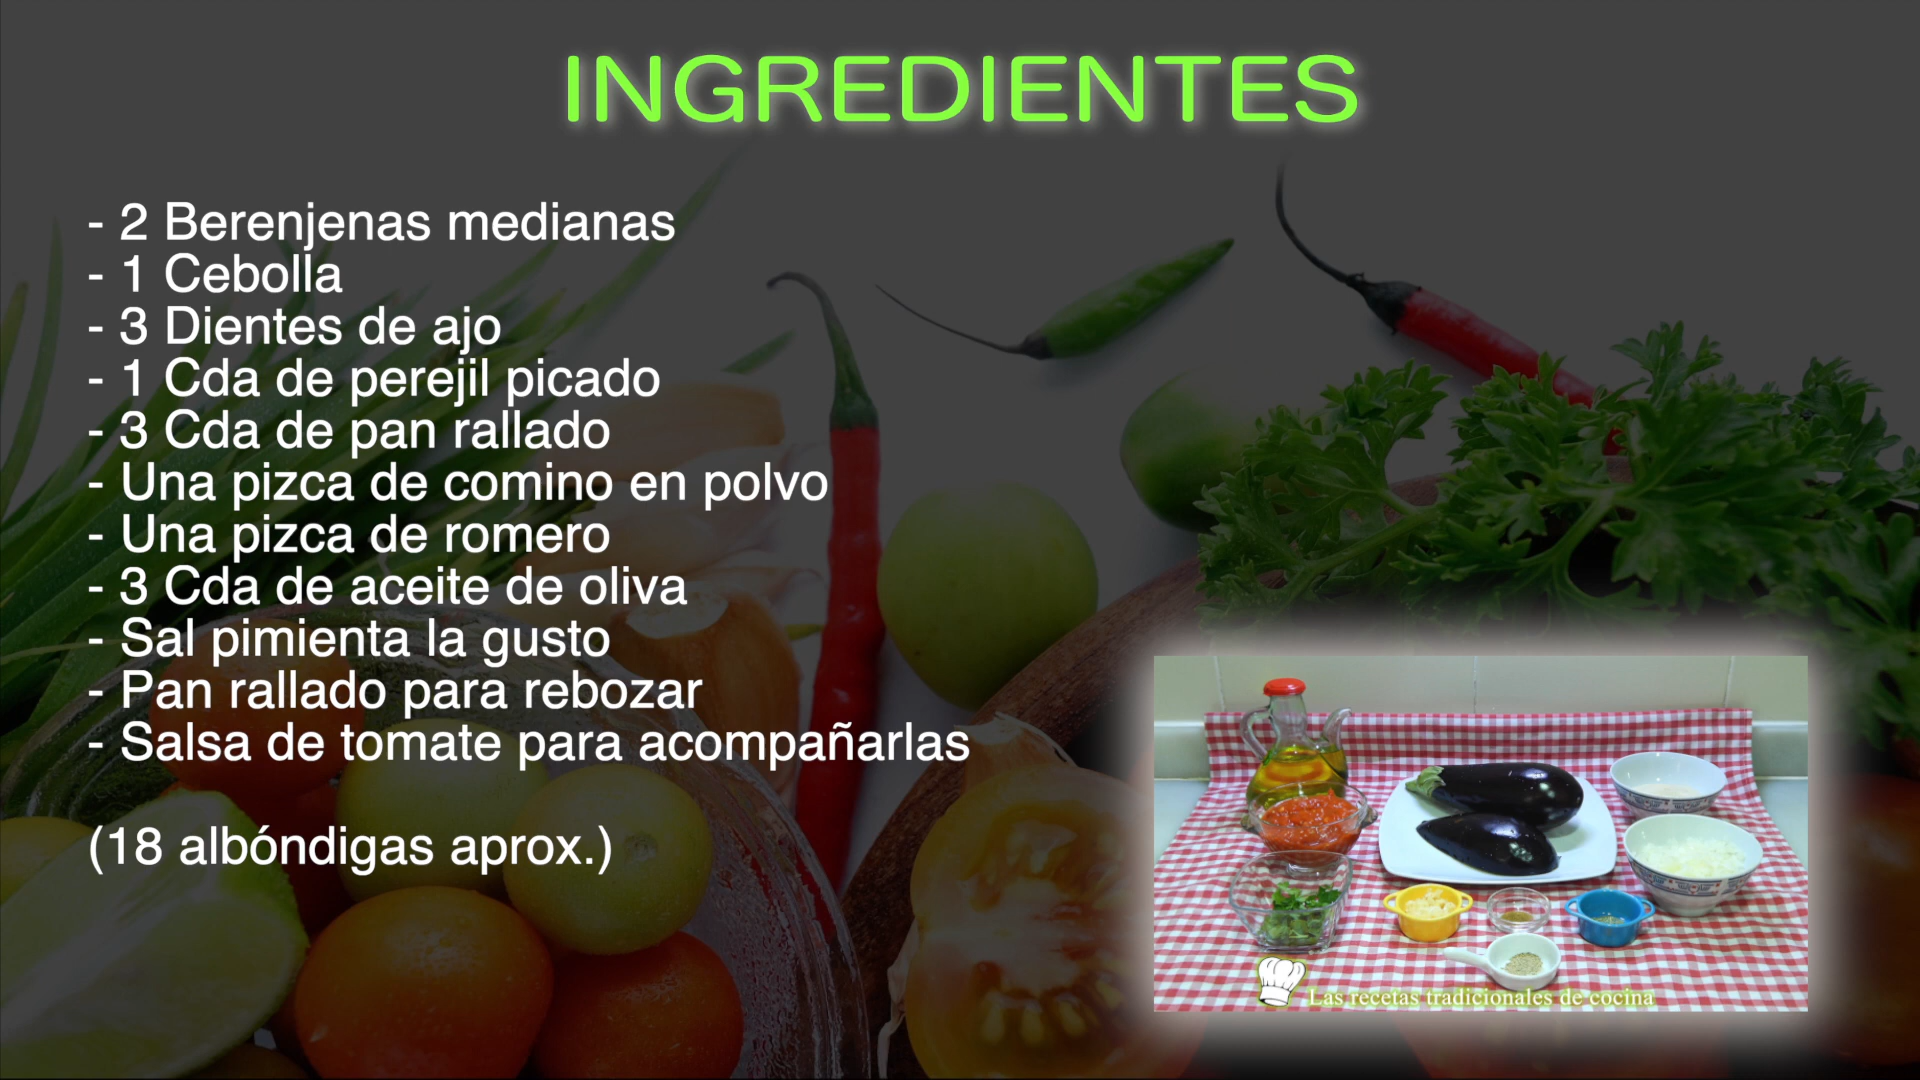 INGREDIENTES
- 2 Berenjenas medianas
- 1 Cebolla
- 3 Dientes de ajo
- 1 Cda de perejil picado
- 3 Cda de pan rallado
- Una pizca de comino en polvo
- Una pizca de romero
- 3 Cda de aceite de oliva
- Sal pimienta la gusto
- Pan rallado para rebozar
- Salsa de tomate para acompañarlas
(18 albóndigas aprox.)
Las recetas tradicionales de cocina